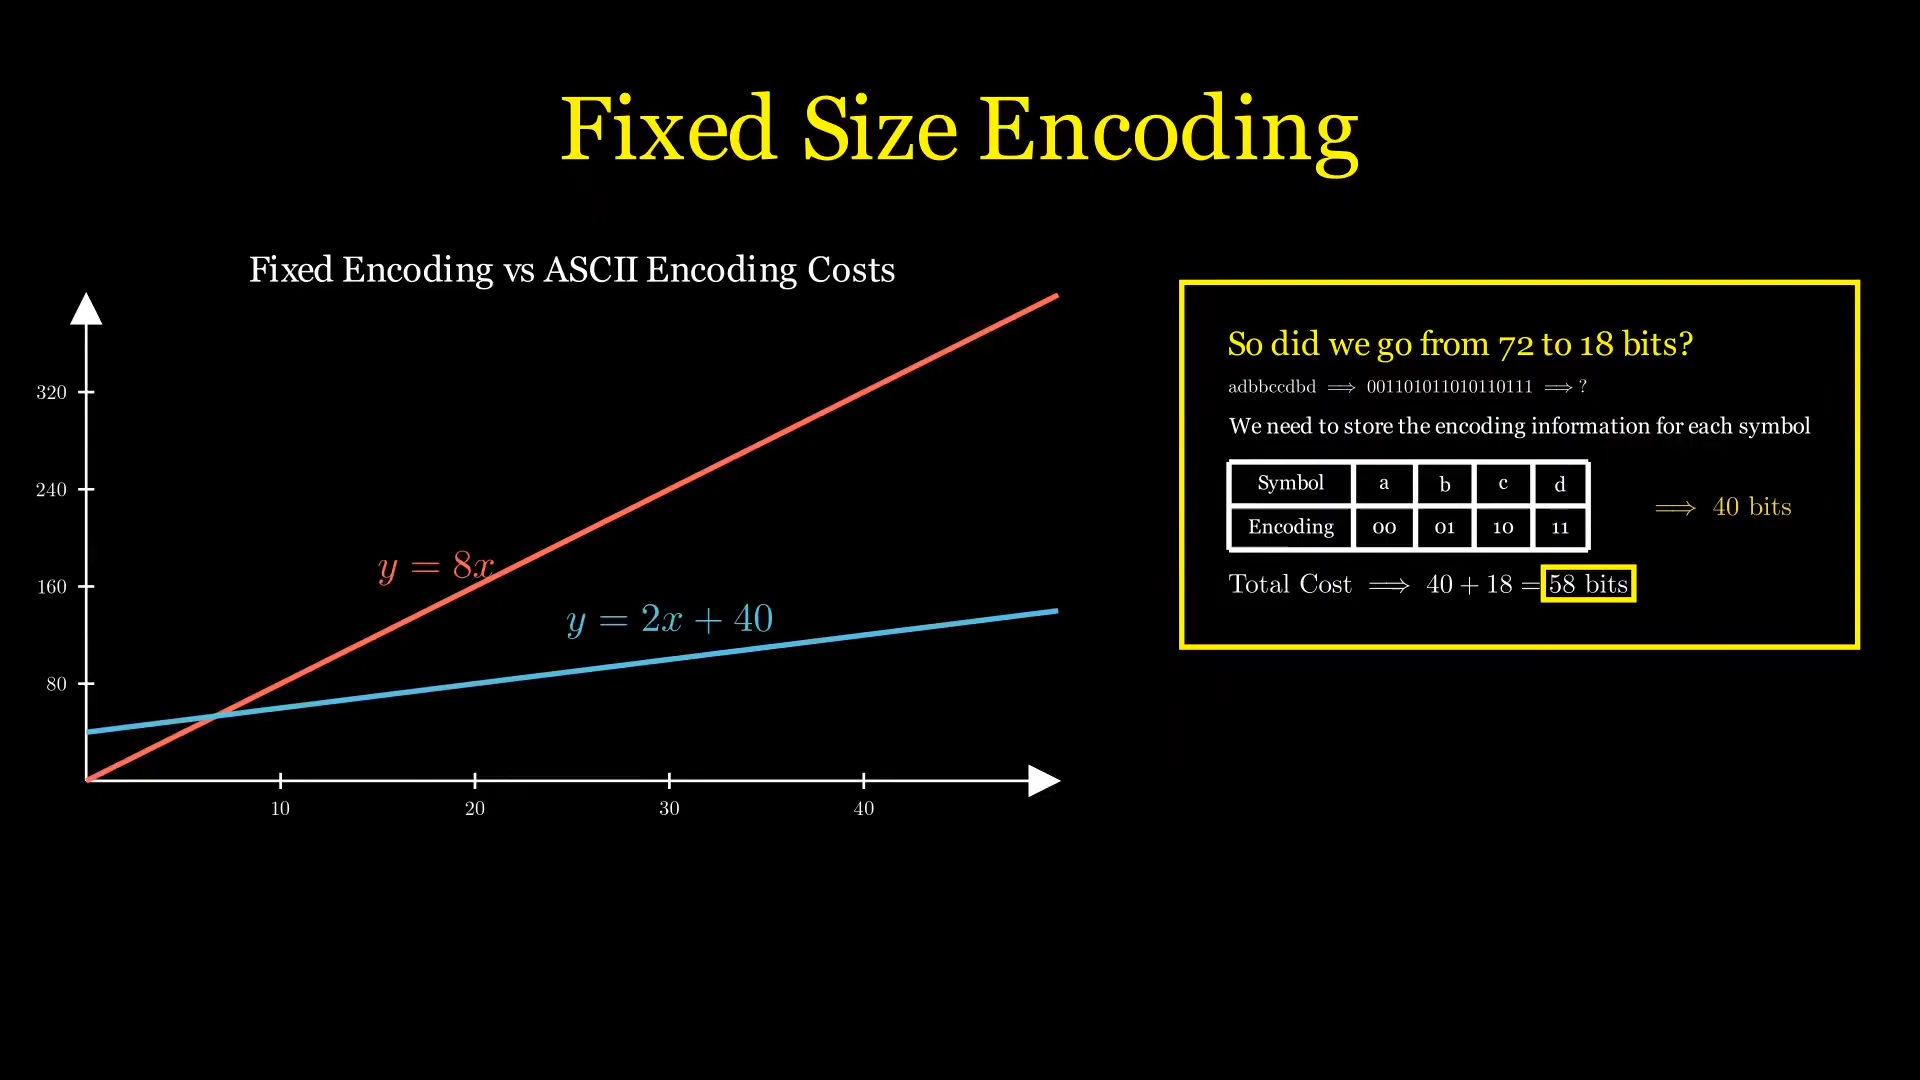 Fixed Size Encoding
Fixed Encoding vs ASCII Encoding Costs
320
240
160
80
10 20 30 40
y = 8x
y = 2x + 40
So did we go from 72 to 18 bits?
adbbccdbd ⟹ 001101011010110111 ⟹ ?
We need to store the encoding information for each symbol
Symbol a b c d
Encoding 00 01 10 11
⟹ 40 bits
Total Cost ⟹ 40 + 18 = 58 bits